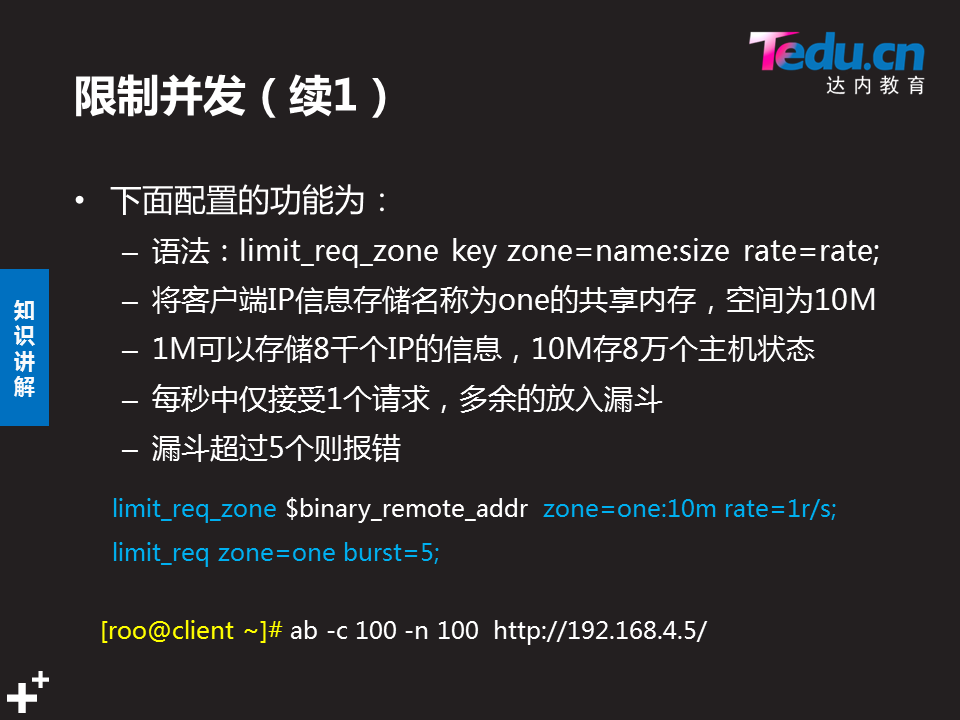 Tedu.cn
达内教育
限制并发（续1）
• 下面配置的功能为：
– 语法：limit_req_zone key zone=name:size rate=rate;
– 将客户端IP信息存储名称为one的共享内存，空间为10M
– 1M可以存储8千个IP的信息，10M存8万个主机状态
– 每秒中仅接受1个请求，多余的放入漏斗
– 漏斗超过5个则报错
知识讲解
limit_req_zone $binary_remote_addr zone=one:10m rate=1r/s;
limit_req zone=one burst=5;
[roo@client ~]# ab -c 100 -n 100 http://192.168.4.5/